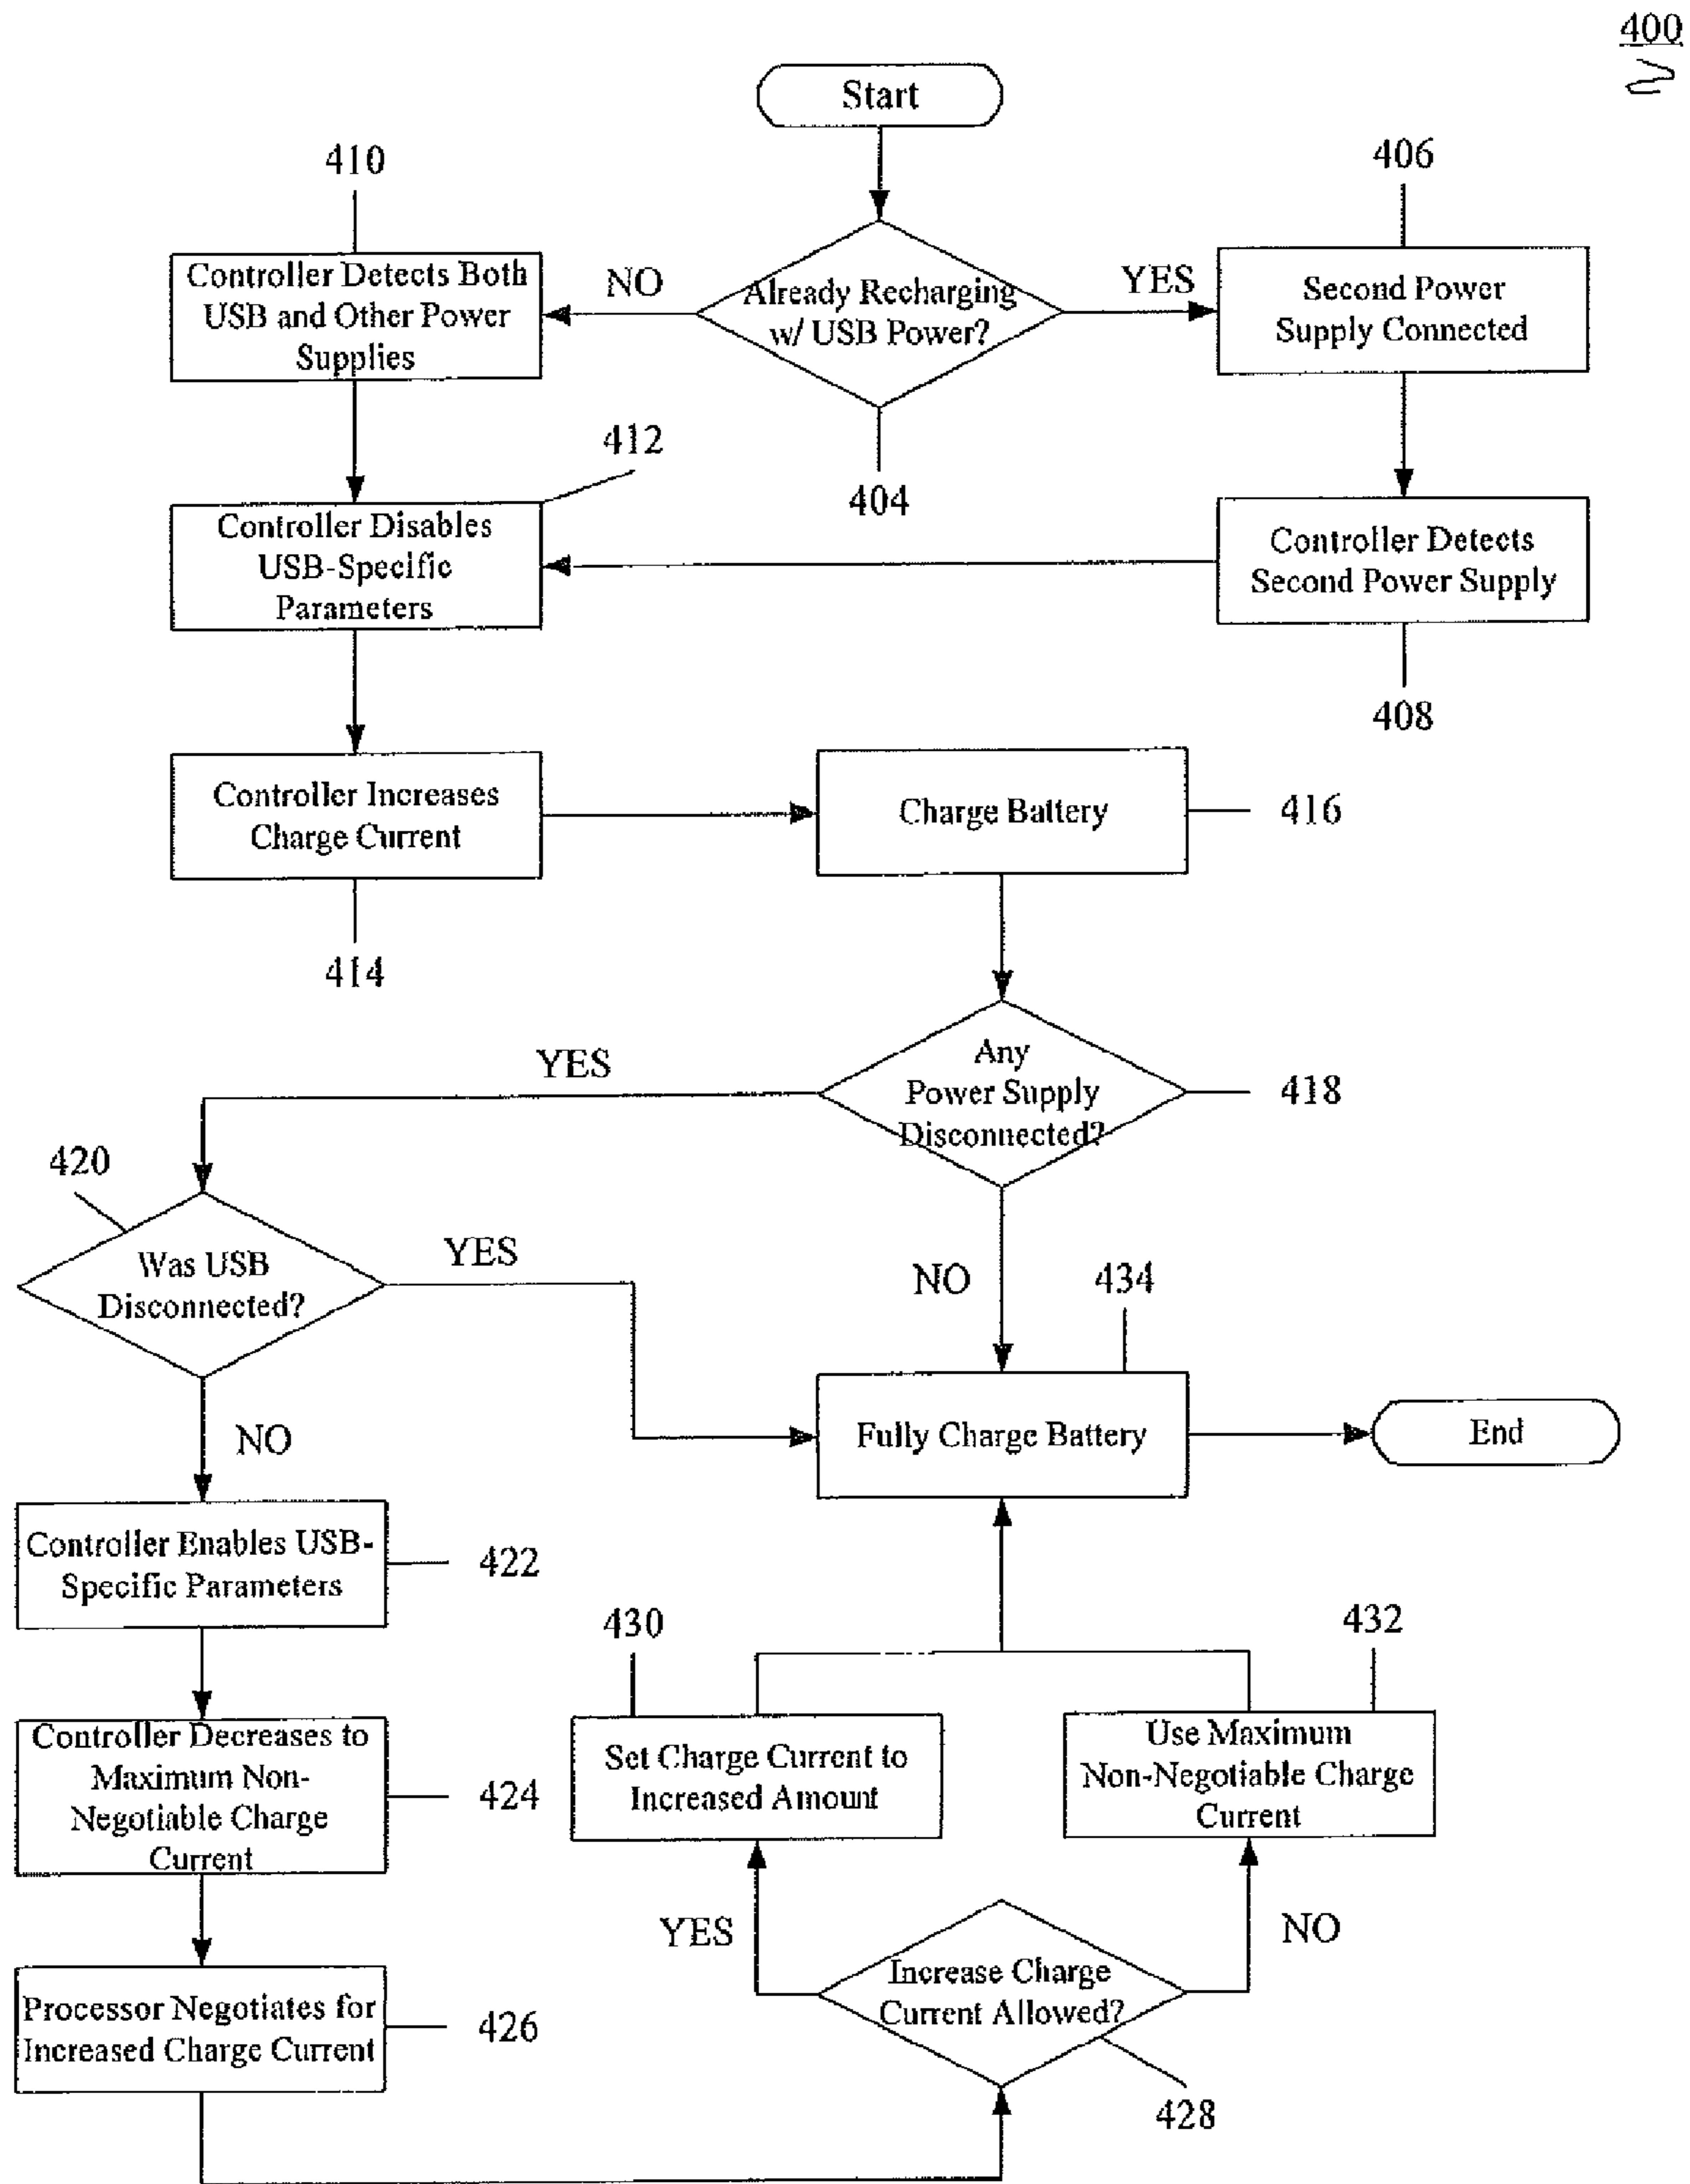 400
Start
410
406
Controller Detects Both
USB and Other Power
Supplies
NO
Already Recharging
w/ USB Power?
YES
Second Power
Supply Connected
412
404
Controller Disables
USB-Specific
Parameters
Controller Detects
Second Power Supply
408
Controller Increases
Charge Current
Charge Battery
416
414
YES
Any
Power Supply
Disconnected?
418
420
Was USB
Disconnected?
YES
NO
434
NO
Fully Charge Battery
End
Controller Enables USB-
Specific Parameters
422
430
432
Controller Decreases to
Maximum Non-
Negotiable Charge
Current
424
Set Charge Current to
Increased Amount
Use Maximum
Non-Negotiable Charge
Current
YES
NO
Processor Negotiates for
Increased Charge Current
426
Increase Charge
Current Allowed?
428